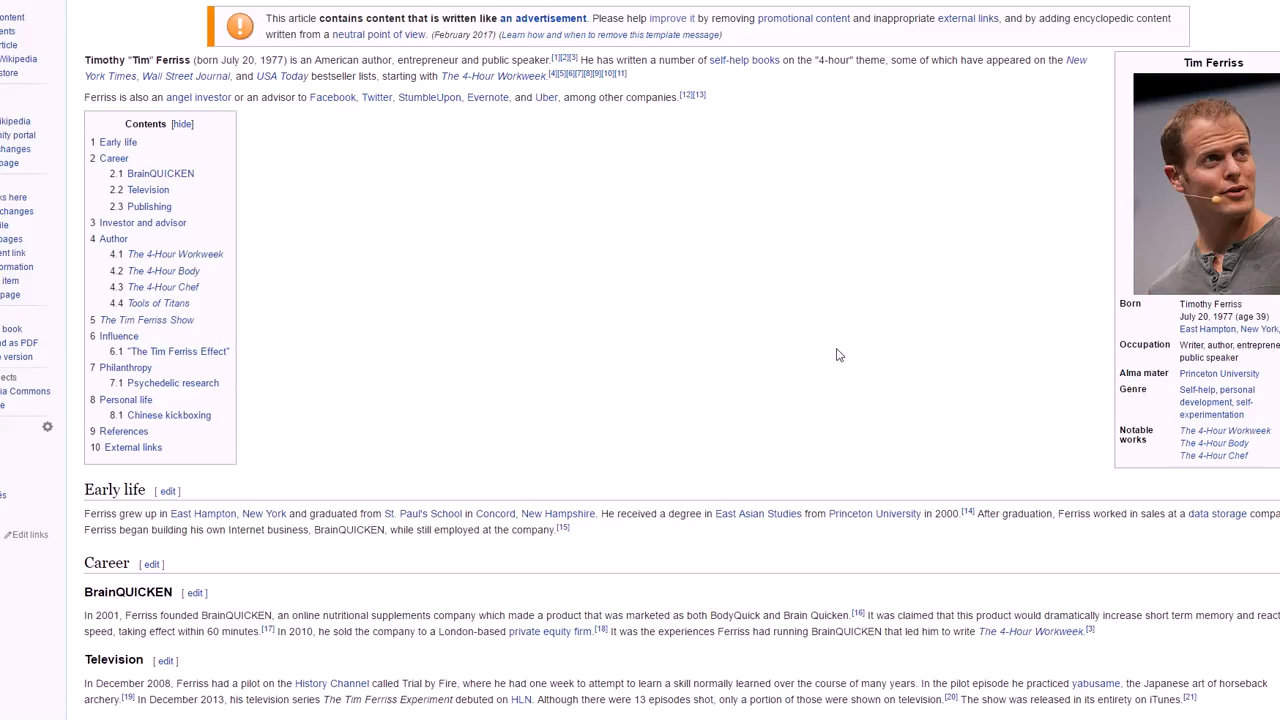 This article contains content that is written like an advertisement. Please help improve it by removing promotional content and inappropriate external links, and by adding encyclopedic content
written from a neutral point of view. (February 2017) (Learn how and when to remove this template message)
Timothy "Tim" Ferriss (born July 20, 1977) is an American author, entrepreneur and public speaker.[1][2][3] He has written a number of self-help books on the "4-hour" theme, some of which have appeared on the New
York Times, Wall Street Journal, and USA Today bestseller lists, starting with The 4-Hour Workweek.[4][5][6][7][8][9][10][11]
Ferriss is also an angel investor or an advisor to Facebook, Twitter, StumbleUpon, Evernote, and Uber, among other companies.[12][13]
Contents [hide]
1 Early life
2 Career
2.1 BrainQUICKEN
2.2 Television
2.3 Publishing
3 Investor and advisor
4 Author
4.1 The 4-Hour Workweek
4.2 The 4-Hour Body
4.3 The 4-Hour Chef
4.4 Tools of Titans
5 The Tim Ferriss Show
6 Influence
6.1 "The Tim Ferriss Effect"
7 Philanthropy
7.1 Psychedelic research
8 Personal life
8.1 Chinese kickboxing
9 References
10 External links
Tim Ferriss
Born Timothy Ferriss
July 20, 1977 (age 39)
East Hampton, New York,
Occupation Writer, author, entreprene
public speaker
Alma mater Princeton University
Genre Self-help, personal
development, self-
experimentation
Notable works The 4-Hour Workweek
The 4-Hour Body
The 4-Hour Chef
Early life [ edit ]
Ferriss grew up in East Hampton, New York and graduated from St. Paul's School in Concord, New Hampshire. He received a degree in East Asian Studies from Princeton University in 2000.[14] After graduation, Ferriss worked in sales at a data storage compa
Ferriss began building his own Internet business, BrainQUICKEN, while still employed at the company.[15]
Career [ edit ]
BrainQUICKEN [ edit ]
In 2001, Ferriss founded BrainQUICKEN, an online nutritional supplements company which made a product that was marketed as both BodyQuick and Brain Quicken.[16] It was claimed that this product would dramatically increase short term memory and react
speed, taking effect within 60 minutes.[17] In 2010, he sold the company to a London-based private equity firm.[18] It was the experiences Ferriss had running BrainQUICKEN that led him to write The 4-Hour Workweek.[3]
Television [ edit ]
In December 2008, Ferriss had a pilot on the History Channel called Trial by Fire, where he had one week to attempt to learn a skill normally learned over the course of many years. In the pilot episode he practiced yabusame, the Japanese art of horseback
archery.[19] In December 2013, his television series The Tim Ferriss Experiment debuted on HLN. Although there were 13 episodes shot, only a portion of those were shown on television.[20] The show was released in its entirety on iTunes.[21]
ontent
ents
rticle
Wikipedia
store
ikipedia
nity portal
changes
page
ks here
changes
ile
pages
ent link
ormation
item
page
book
ad as PDF
e version
ects
ia Commons
e
és
Edit links